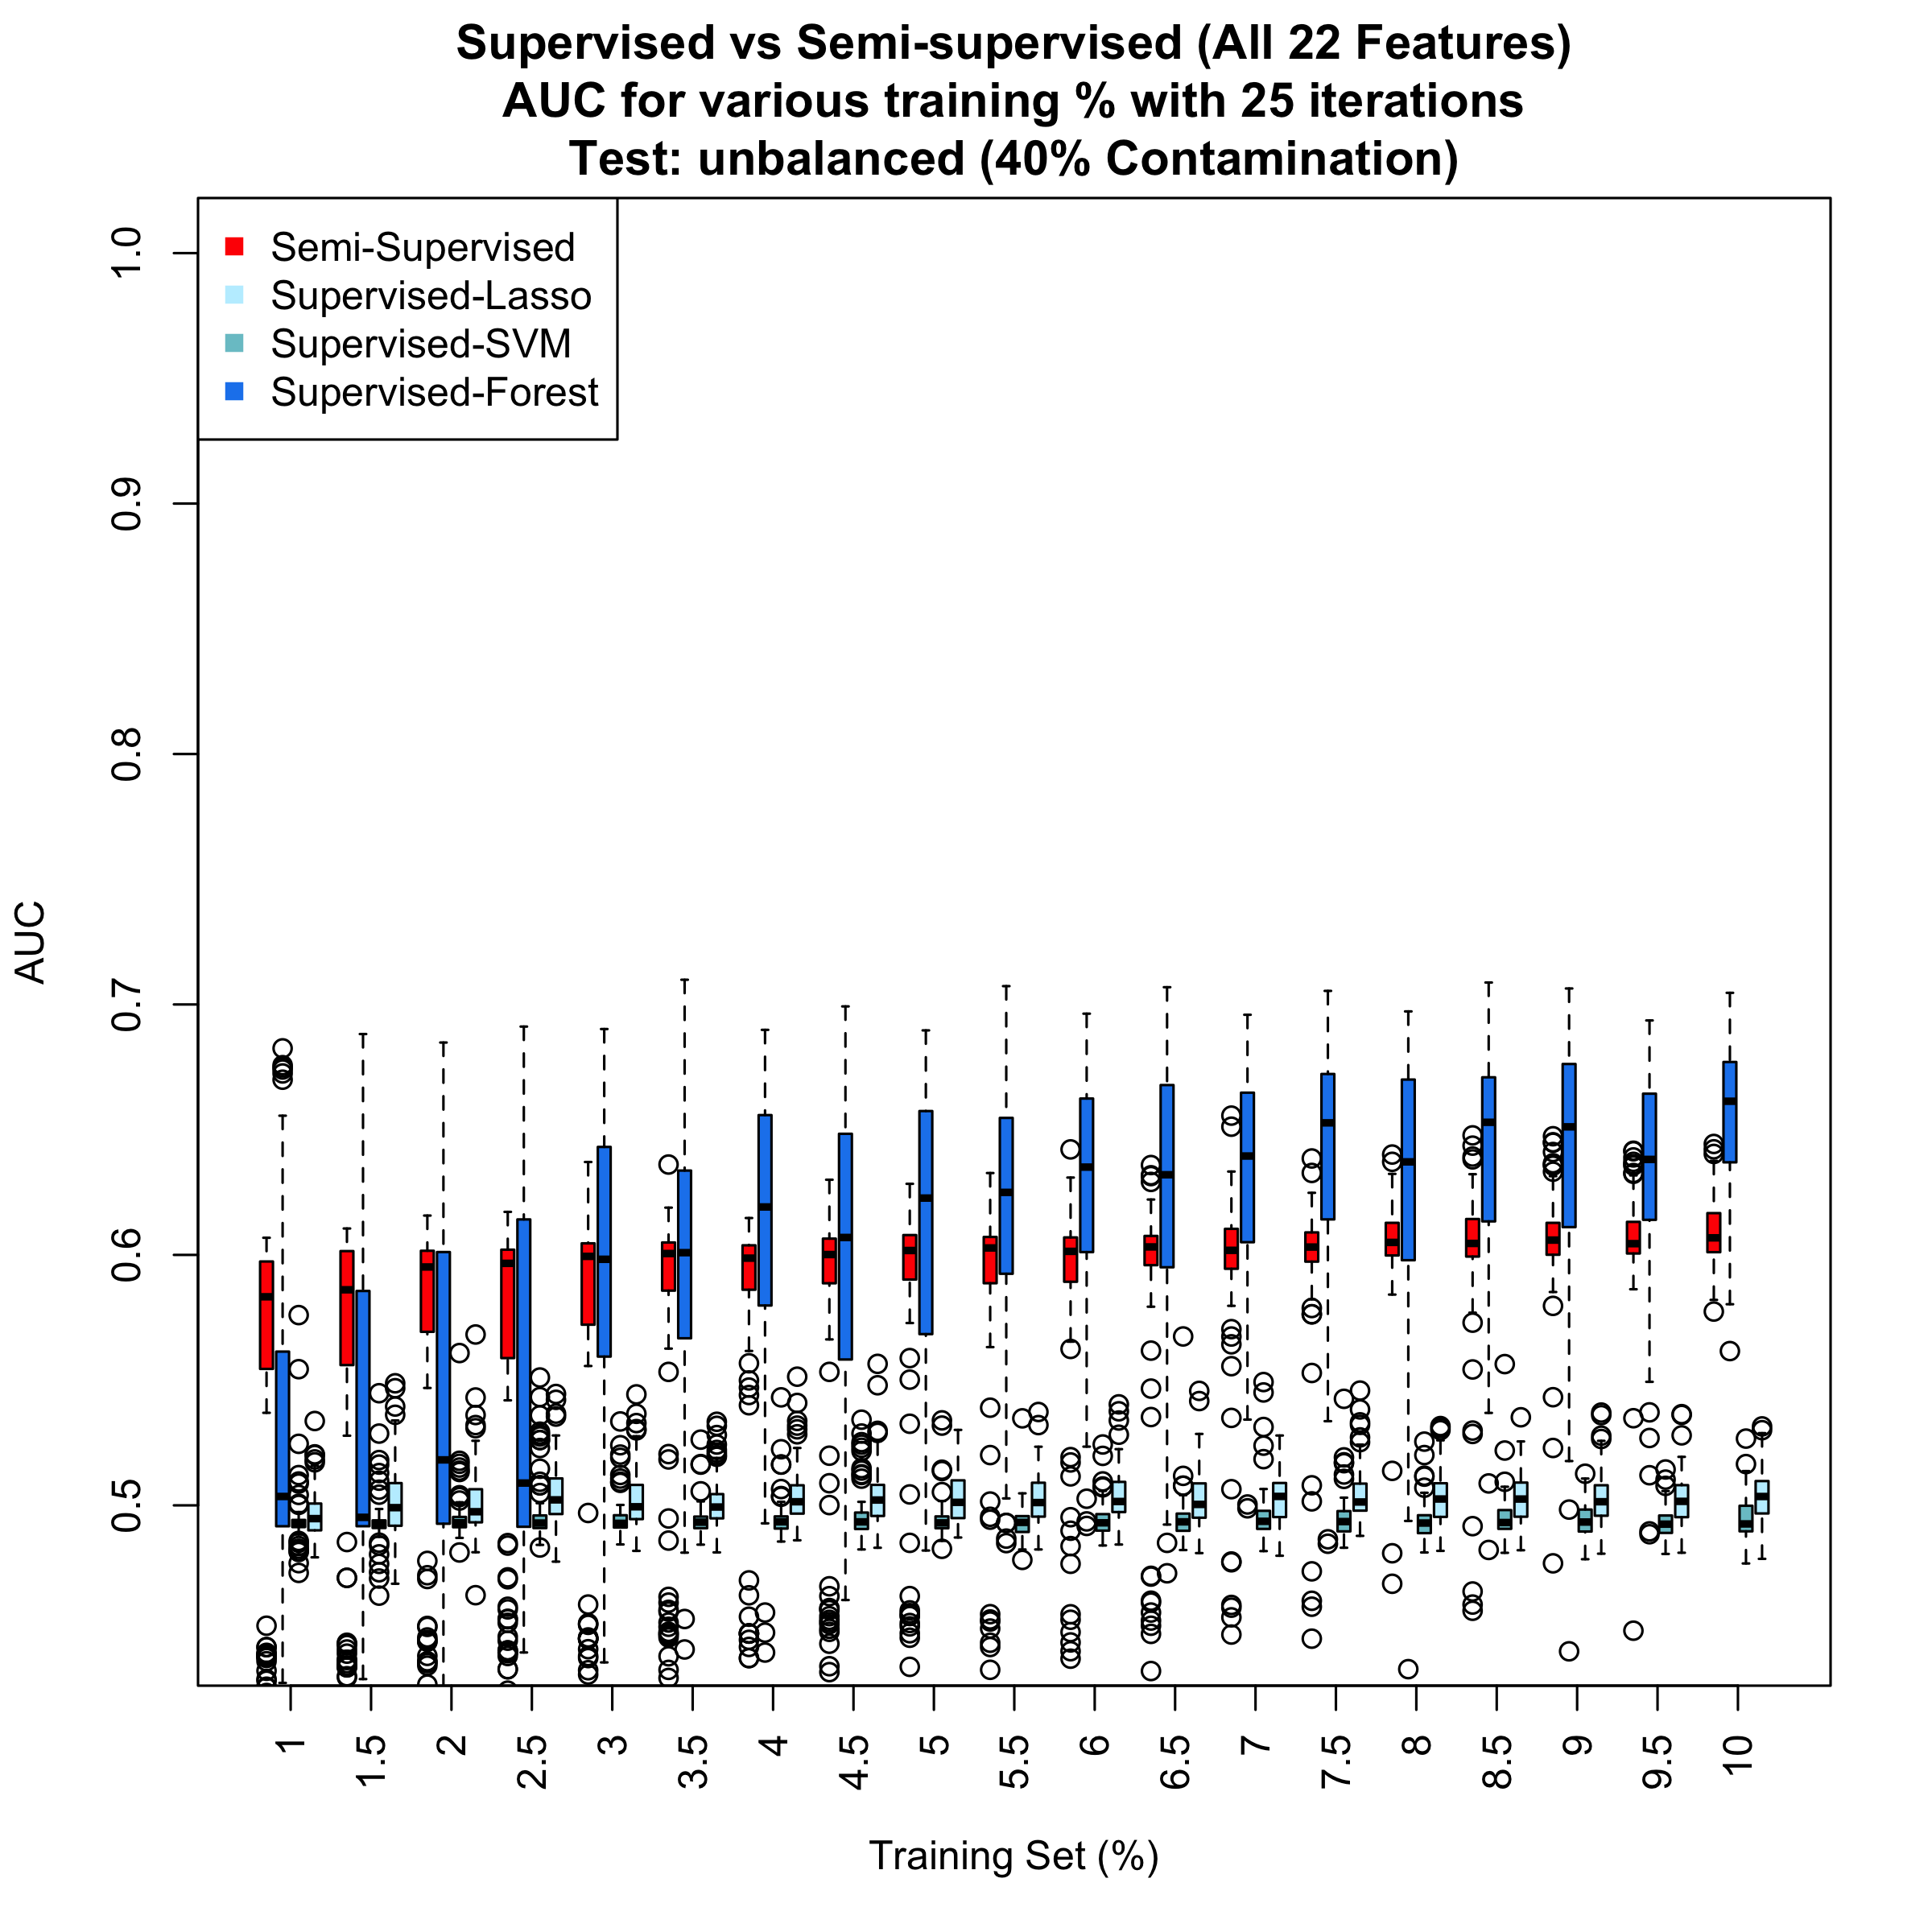 Supervised vs Semi-supervised (All 22 Features)
AUC for various training % with 25 iterations
Test: unbalanced (40% Contamination)
Semi-Supervised
Supervised-Lasso
Supervised-SVM
Supervised-Forest
1.0
0.9
0.8
0.7
0.6
0.5
AUC
1
1.5
2
2.5
3
3.5
4
4.5
5
5.5
6
6.5
7
7.5
8
8.5
9
9.5
10
Training Set (%)